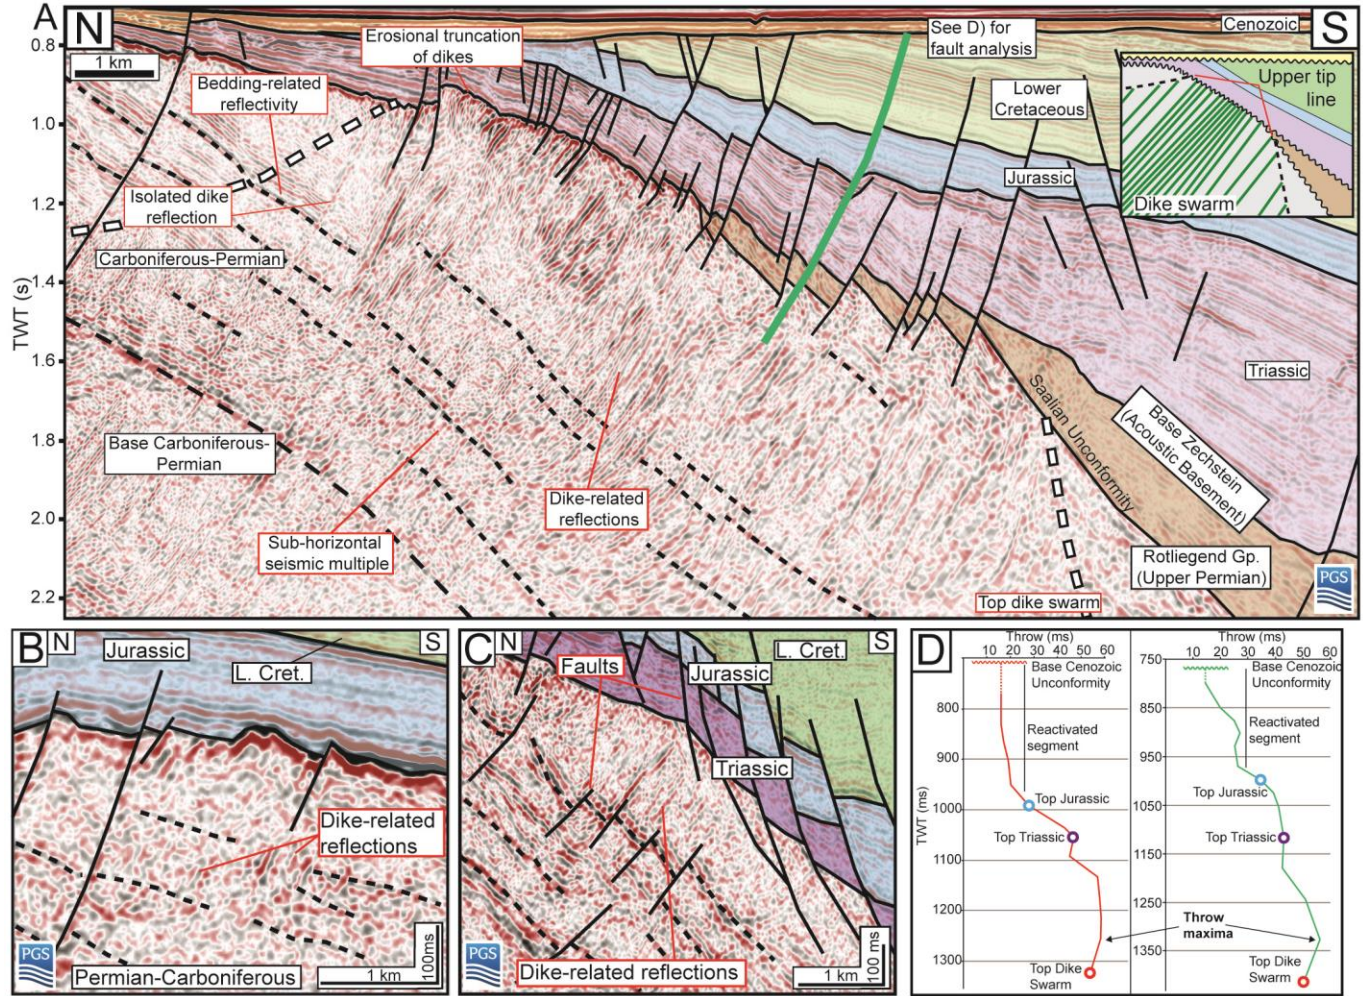 A
N
S
Cenozoic
See D) for
fault analysis
Erosional truncation
of dikes
1 km
Bedding-related
reflectivity
Lower
Cretaceous
Upper tip
line
Dike swarm
Jurassic
Isolated dike
reflection
Carboniferous-Permian
Triassic
Base Carboniferous-
Permian
Dike-related
reflections
Sub-horizontal
seismic multiple
Saalian Unconformity
Base Zechstein
(Acoustic Basement)
Rotliegend Gp.
(Upper Permian)
Top dike swarm
PGS
TWT (s)
0.8
1.0
1.2
1.4
1.6
1.8
2.0
2.2
B
N
S
Jurassic
L. Cret.
Dike-related
reflections
PGS
Permian-Carboniferous
1 km
100ms
C
N
S
Faults
Jurassic
L. Cret.
Triassic
PGS
Dike-related reflections
1 km
100 ms
D
Throw (ms)
10 20 30 40 50 60
Base Cenozoic
Unconformity
Reactivated
segment
Top Jurassic
Top Triassic
Top Dike
Swarm
TWT (ms)
800
900
1000
1100
1200
1300
Throw (ms)
10 20 30 40 50 60
Base Cenozoic
Unconformity
Reactivated
segment
Top Jurassic
Top Triassic
Throw
maxima
Top Dike
Swarm
750
850
950
1050
1150
1250
1350